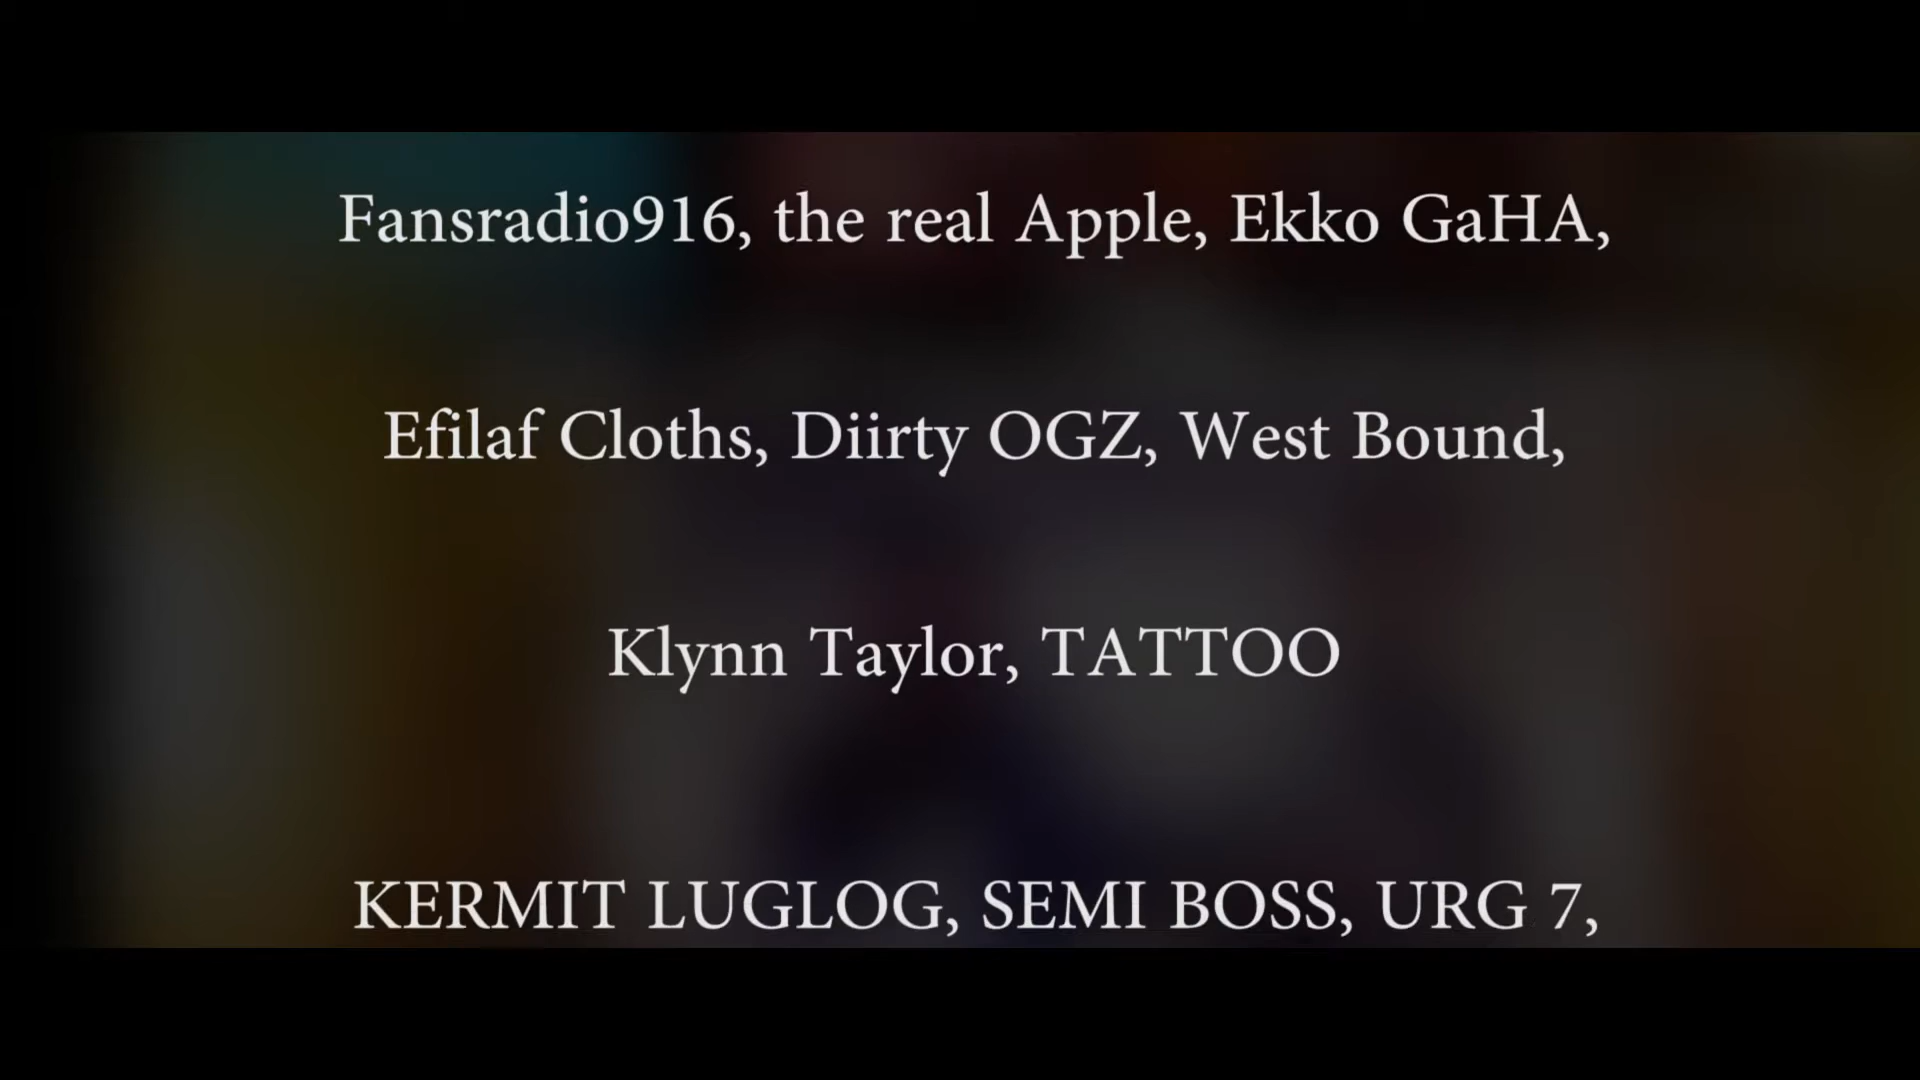 Fansradio916, the real Apple, Ekko GaHA,
Efilaf Cloths, Diirty OGZ, West Bound,
Klynn Taylor, TATTOO
KERMIT LUGLOG, SEMI BOSS, URG 7,